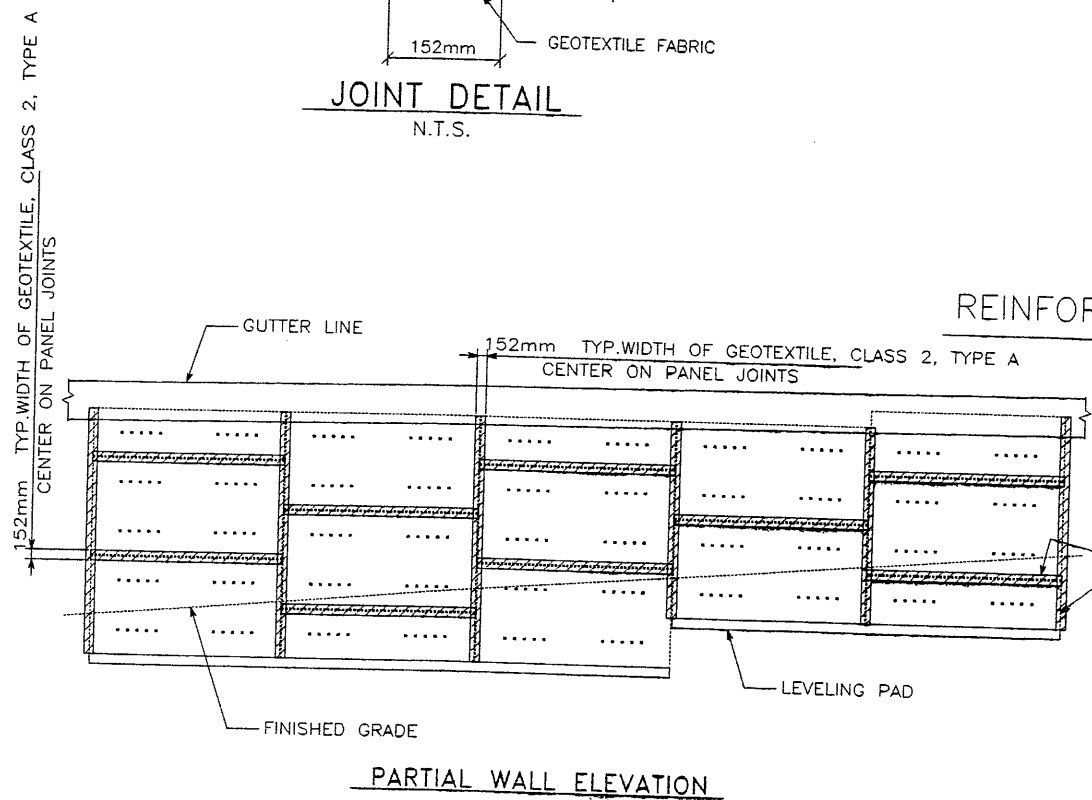 152mm
GEOTEXTILE FABRIC
JOINT DETAIL
N.T.S.
152mm TYP.WIDTH OF GEOTEXTILE, CLASS 2, TYPE A
CENTER ON PANEL JOINTS
REINFOR
GUTTER LINE
152mm TYP.WIDTH OF GEOTEXTILE, CLASS 2, TYPE A
CENTER ON PANEL JOINTS
LEVELING PAD
FINISHED GRADE
PARTIAL WALL ELEVATION